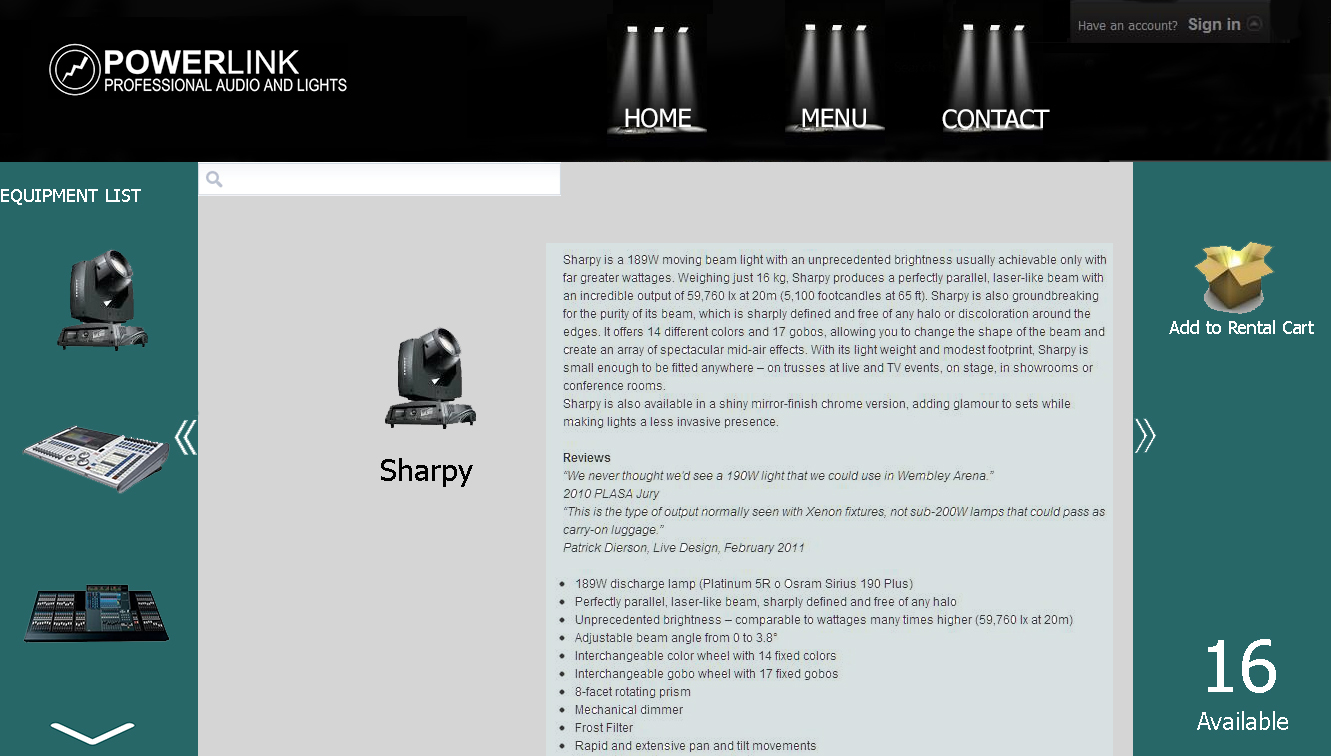 POWERLINK
PROFESSIONAL AUDIO AND LIGHTS
HOME
MENU
CONTACT
Have an account? Sign in
EQUIPMENT LIST
Sharpy
Sharpy is a 189W moving beam light with an unprecedented brightness usually achievable only with
far greater wattages. Weighing just 16 kg, Sharpy produces a perfectly parallel, laser-like beam with
an incredible output of 59,760 lx at 20m (5,100 footcandles at 65 ft). Sharpy is also groundbreaking
for the purity of its beam, which is sharply defined and free of any halo or discoloration around the
edges. It offers 14 different colors and 17 gobos, allowing you to change the shape of the beam and
create an array of spectacular mid-air effects. With its light weight and modest footprint, Sharpy is
small enough to be fitted anywhere – on trusses at live and TV events, on stage, in showrooms or
conference rooms.
Sharpy is also available in a shiny mirror-finish chrome version, adding glamour to sets while
making lights a less invasive presence.
Reviews
“We never thought we’d see a 190W light that we could use in Wembley Arena.”
2010 PLASA Jury
“This is the type of output normally seen with Xenon fixtures, not sub-200W lamps that could pass as
carry-on luggage.”
Patrick Dierson, Live Design, February 2011
• 189W discharge lamp (Platinum 5R o Osram Sirius 190 Plus)
• Perfectly parallel, laser-like beam, sharply defined and free of any halo
• Unprecedented brightness – comparable to wattages many times higher (59,760 lx at 20m)
• Adjustable beam angle from 0 to 3.8°
• Interchangeable color wheel with 14 fixed colors
• Interchangeable gobo wheel with 17 fixed gobos
• 8-facet rotating prism
• Mechanical dimmer
• Frost Filter
• Rapid and extensive pan and tilt movements
Add to Rental Cart
16
Available